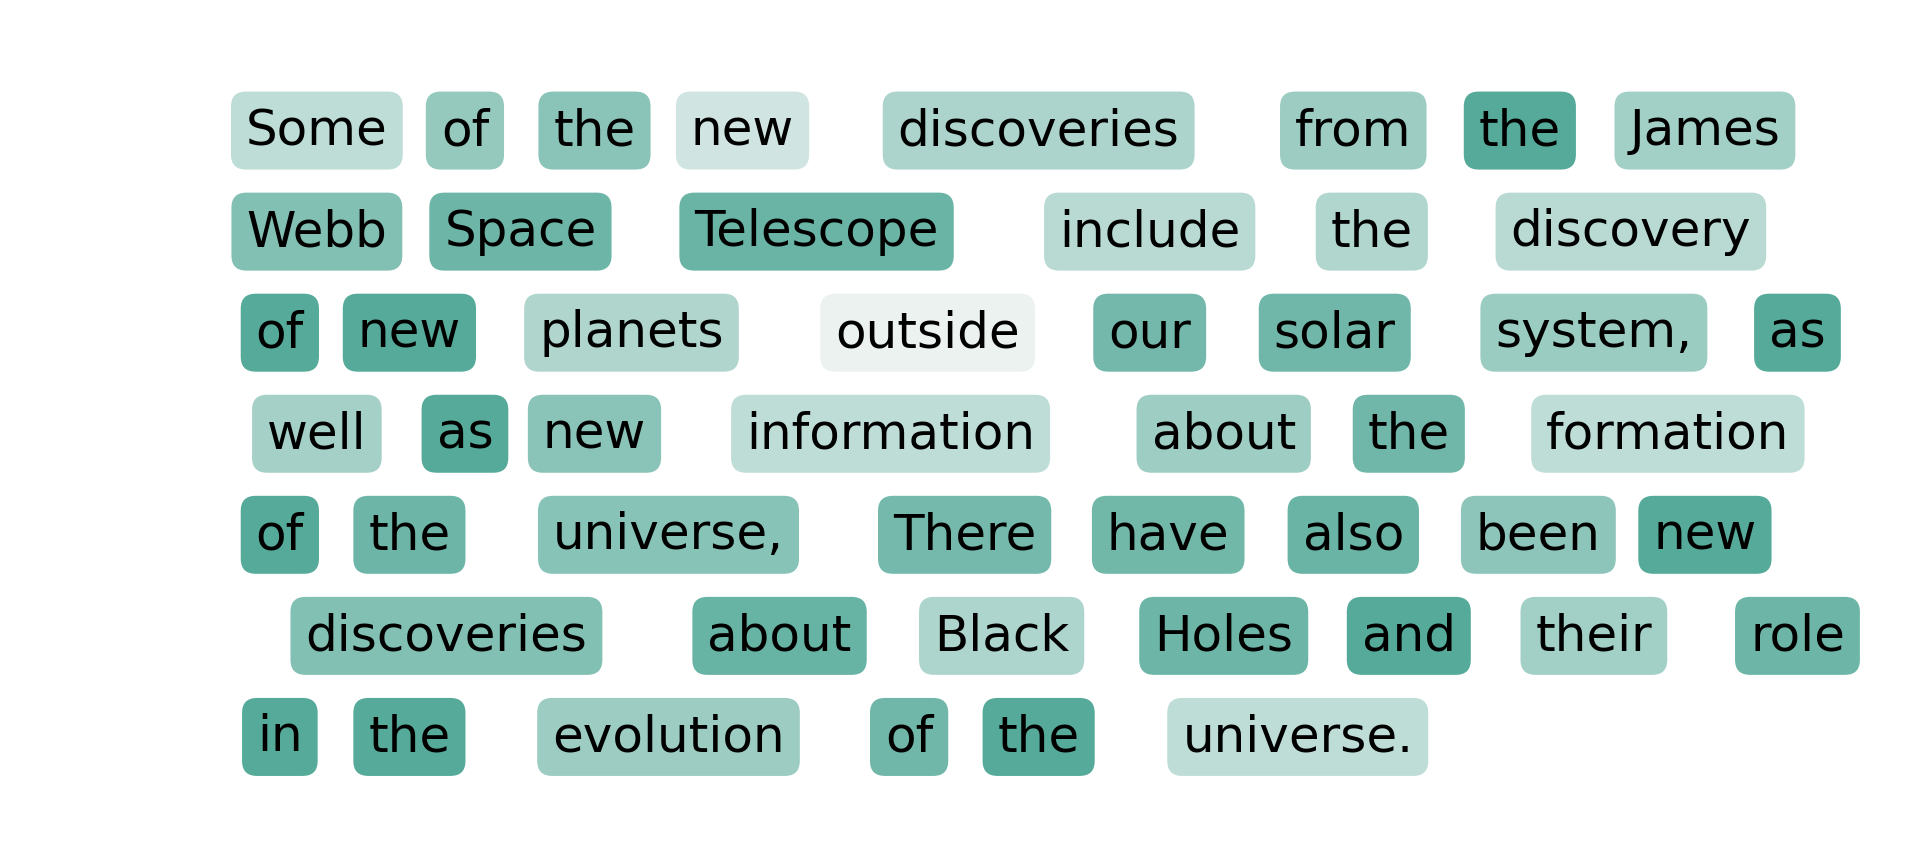 Some of the new discoveries from the James
Webb Space Telescope include the discovery
of new planets outside our solar system, as
well as new information about the formation
of the universe, There have also been new
discoveries about Black Holes and their role
in the evolution of the universe.